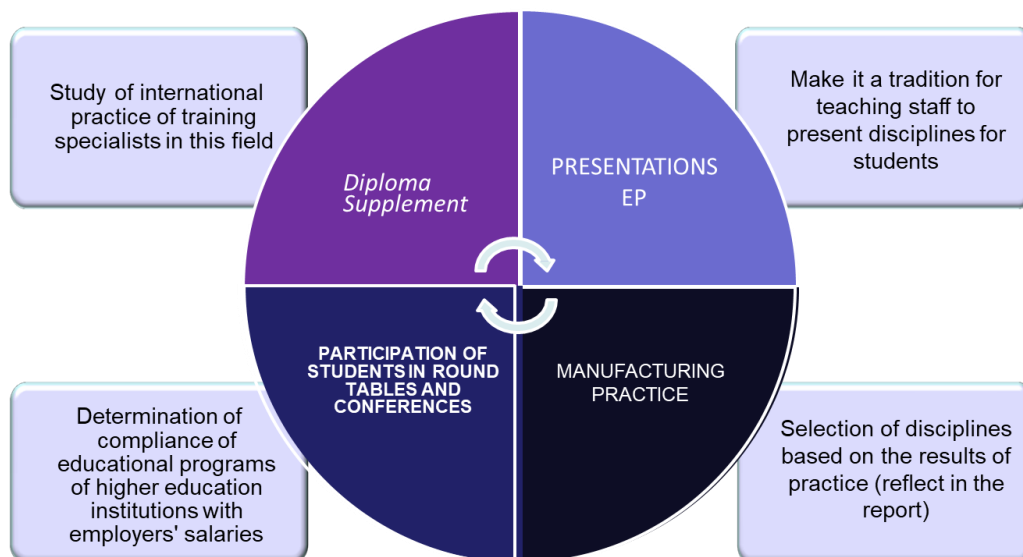 Study of international
practice of training
specialists in this field
Diploma
Supplement
PRESENTATIONS
EP
Make it a tradition for
teaching staff to
present disciplines for
students
Determination of
compliance of
educational programs
of higher education
institutions with
employers' salaries
PARTICIPATION OF
STUDENTS IN ROUND
TABLES AND
CONFERENCES
MANUFACTURING
PRACTICE
Selection of disciplines
based on the results of
practice (reflect in the
report)